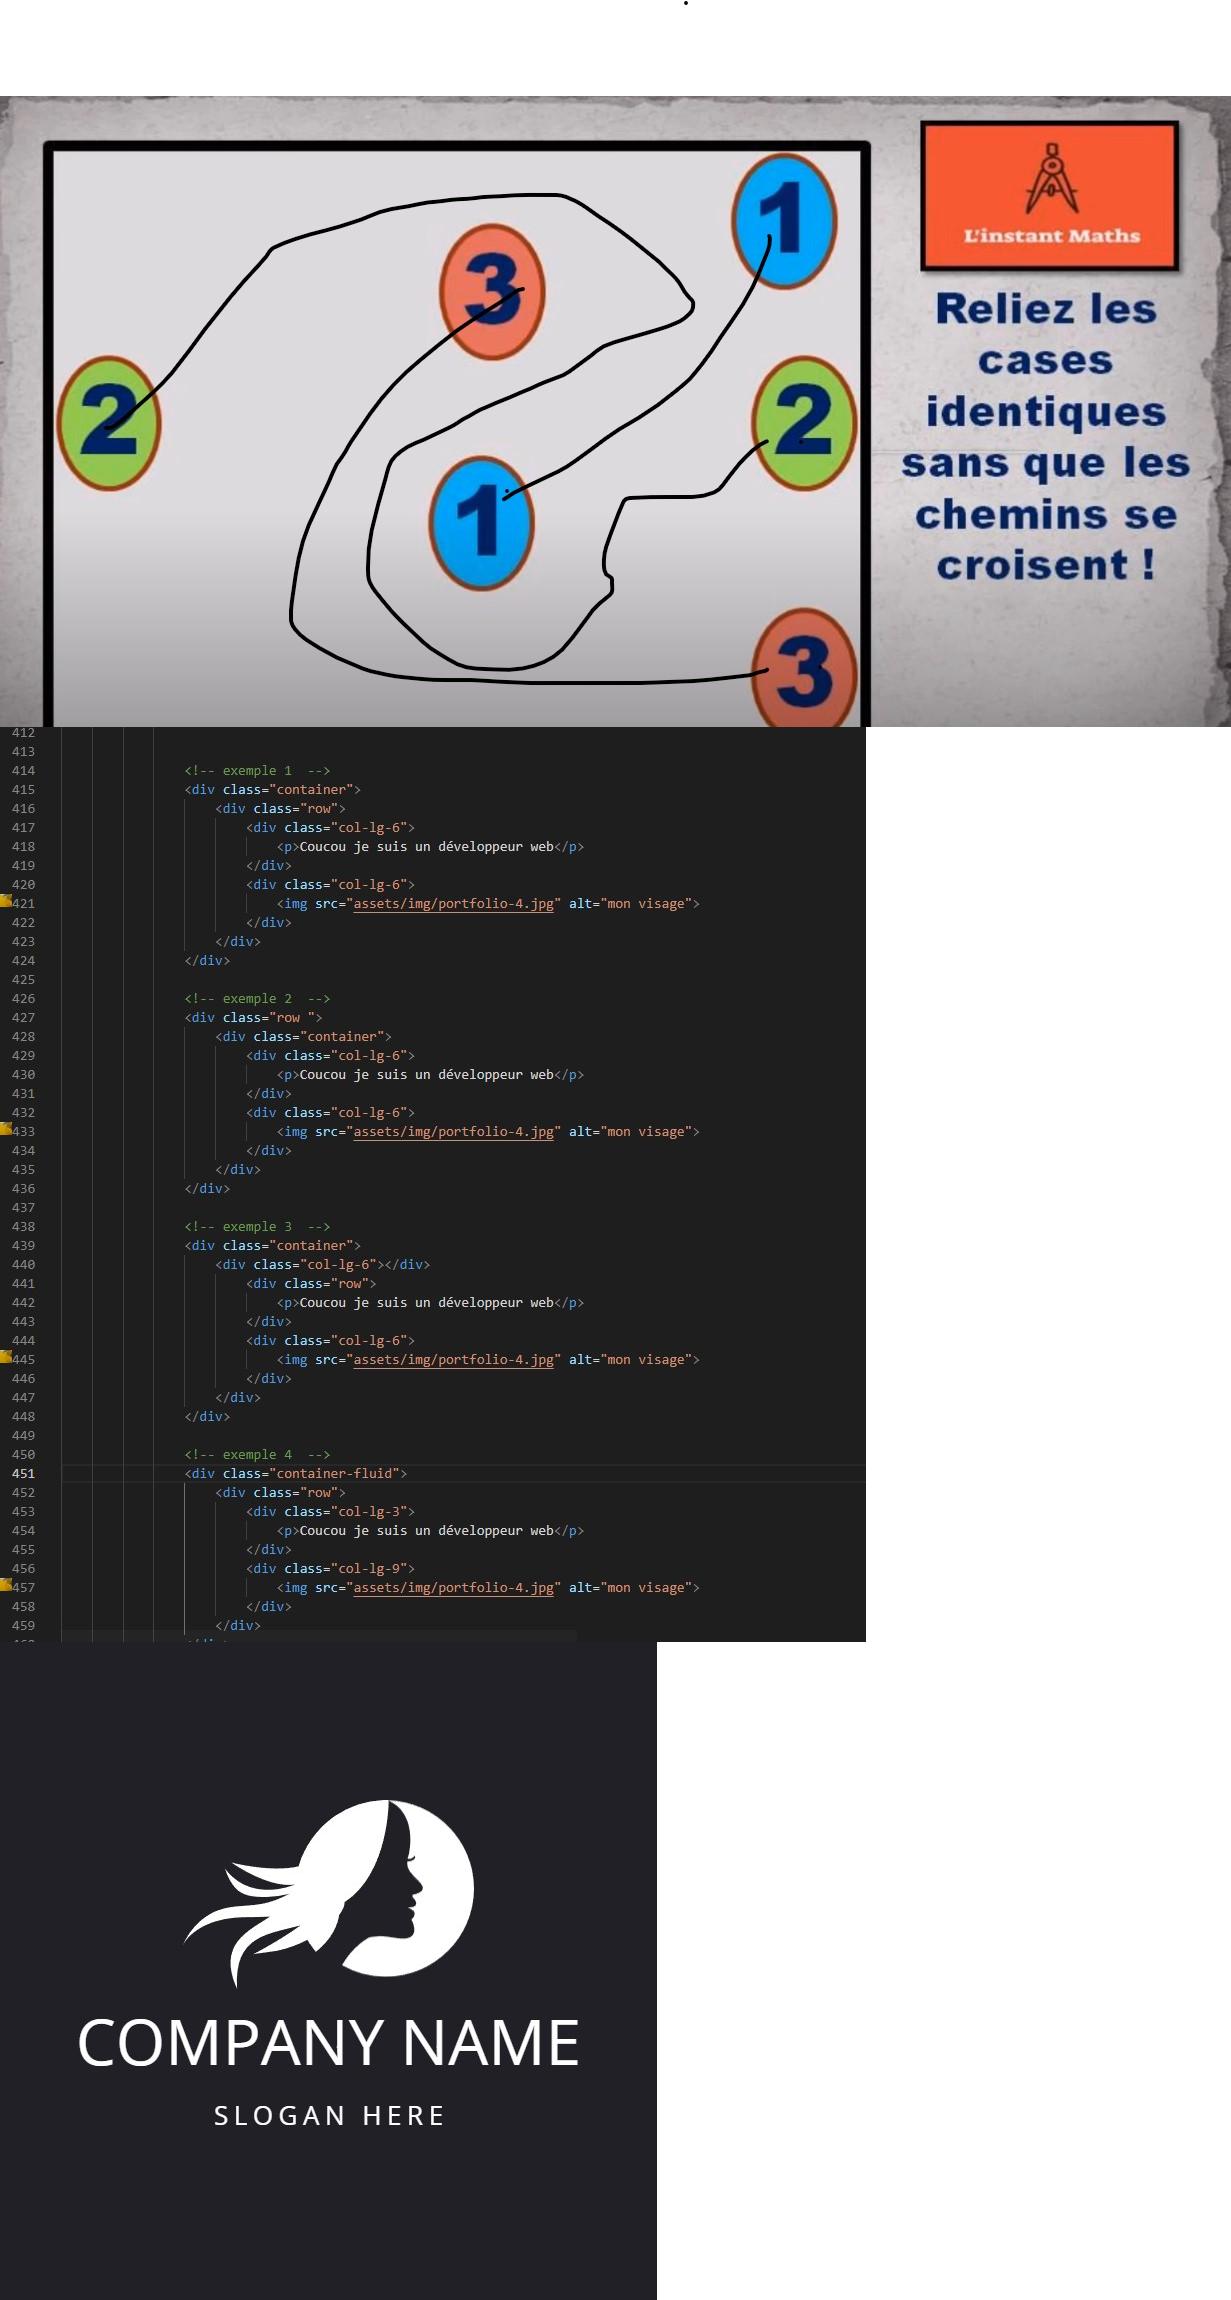 1
3
2
2
1
3
L'instant Maths
Reliez les
cases
identiques
sans que les
chemins se
croisent !
412
413
414 <!-- exemple 1  -->
415 <div class="container">
416 <div class="row">
417 <div class="col-lg-6">
418 <p>Coucou je suis un développeur web</p>
419 </div>
420 <div class="col-lg-6">
421 <img src="assets/img/portfolio-4.jpg" alt="mon visage">
422 </div>
423 </div>
424 </div>
425
426 <!-- exemple 2  -->
427 <div class="row ">
428 <div class="container">
429 <div class="col-lg-6">
430 <p>Coucou je suis un développeur web</p>
431 </div>
432 <div class="col-lg-6">
433 <img src="assets/img/portfolio-4.jpg" alt="mon visage">
434 </div>
435 </div>
436 </div>
437
438 <!-- exemple 3  -->
439 <div class="container">
440 <div class="col-lg-6"></div>
441 <div class="row">
442 <p>Coucou je suis un développeur web</p>
443 </div>
444 <div class="col-lg-6">
445 <img src="assets/img/portfolio-4.jpg" alt="mon visage">
446 </div>
447 </div>
448 </div>
449
450 <!-- exemple 4  -->
451 <div class="container-fluid">
452 <div class="row">
453 <div class="col-lg-3">
454 <p>Coucou je suis un développeur web</p>
455 </div>
456 <div class="col-lg-9">
457 <img src="assets/img/portfolio-4.jpg" alt="mon visage">
458 </div>
459 </div>
COMPANY NAME
SLOGAN HERE